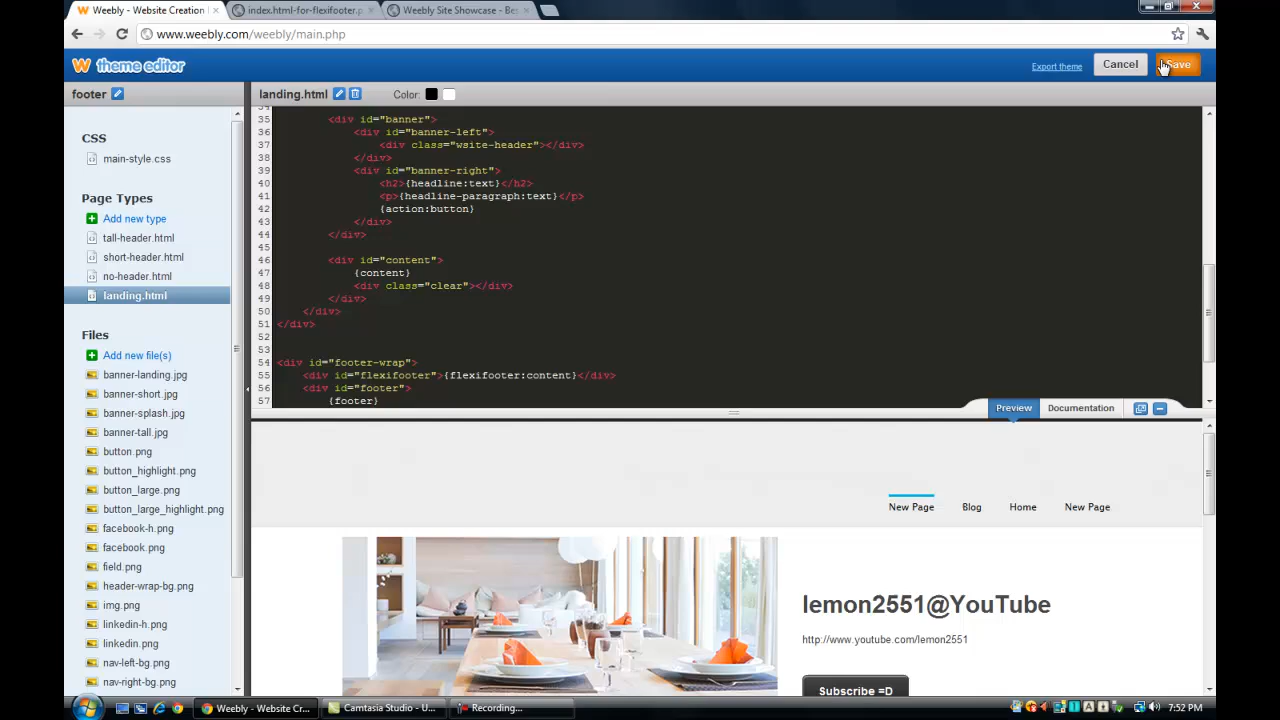 Weebly - Website Creation
index.html-for-flexifooter.p
Weebly Site Showcase - Bes
www.weebly.com/weebly/main.php
W theme editor
Export theme
Cancel
Save
footer
landing.html
Color:
CSS
main-style.css
Page Types
Add new type
tall-header.html
short-header.html
no-header.html
landing.html
Files
Add new file(s)
banner-landing.jpg
banner-short.jpg
banner-splash.jpg
banner-tall.jpg
button.png
button_highlight.png
button_large.png
button_large_highlight.png
facebook-h.png
facebook.png
field.png
header-wrap-bg.png
img.png
linkedin-h.png
linkedin.png
nav-left-bg.png
nav-right-bg.png
34
35 <div id="banner">
36 <div id="banner-left">
37 <div class="wsite-header"></div>
38 </div>
39 <div id="banner-right">
40 <h2>{headline:text}</h2>
41 <p>{headline-paragraph:text}</p>
42 {action:button}
43 </div>
44 </div>
45
46 <div id="content">
47 {content}
48 <div class="clear"></div>
49 </div>
50 </div>
51 </div>
52
53
54 <div id="footer-wrap">
55 <div id="flexifooter">{flexifooter:content}</div>
56 <div id="footer">
57 {footer}
Preview
Documentation
New Page
Blog
Home
New Page
lemon2551@YouTube
http://www.youtube.com/lemon2551
Subscribe =D
Weebly - Website Cr...
Camtasia Studio - U...
Recording...
7:52 PM